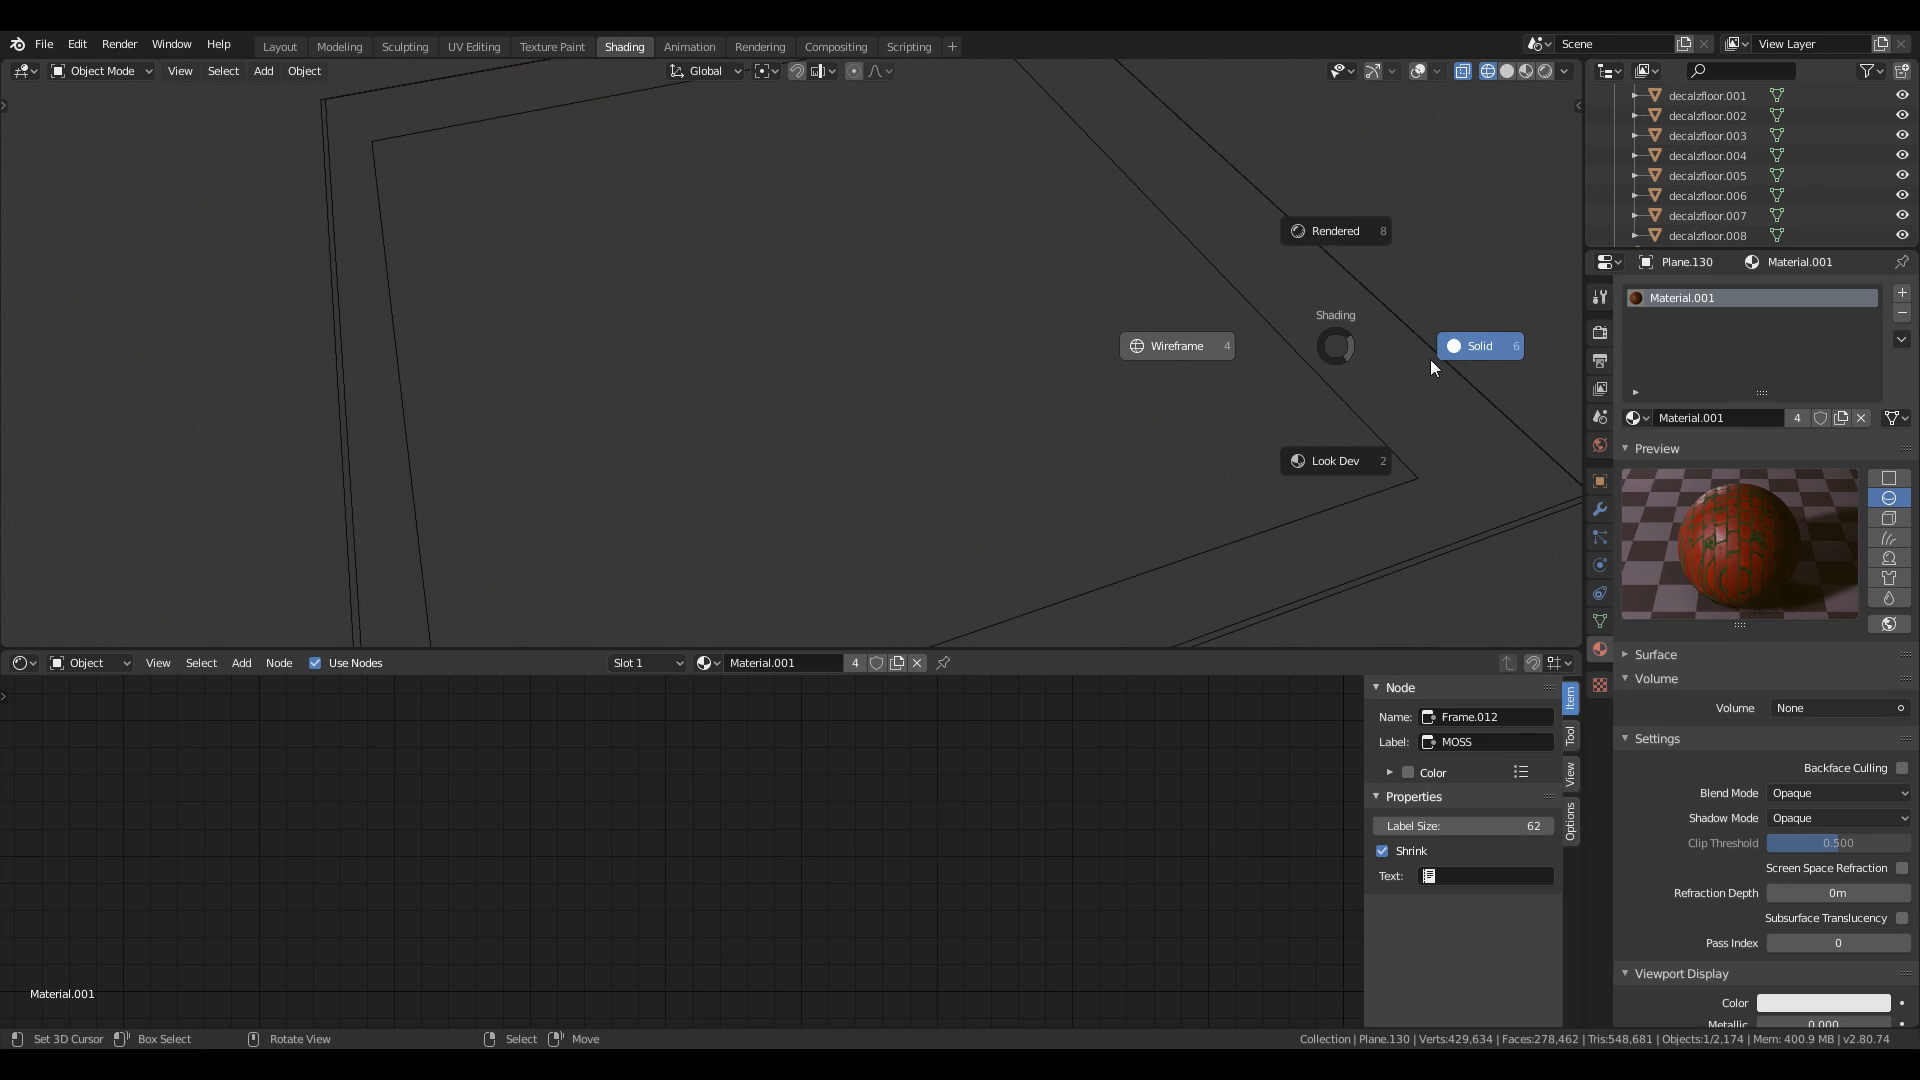 File Edit Render Window Help Layout Modeling Sculpting UV Editing Texture Paint Shading Animation Rendering Compositing Scripting Scene View Layer
Object Mode View Select Add Object Global
decalzfloor.001
decalzfloor.002
decalzfloor.003
decalzfloor.004
decalzfloor.005
decalzfloor.006
decalzfloor.007
decalzfloor.008
Rendered 8
Shading
Wireframe 4
Solid 6
Look Dev 2
Plane.130 Material.001
Material.001
Material.001 4
Preview
Surface
Volume
Volume None
Settings
Backface Culling
Blend Mode Opaque
Shadow Mode Opaque
Clip Threshold 0.500
Screen Space Refraction
Refraction Depth 0m
Subsurface Translucency
Pass Index 0
Viewport Display
Color
Metallic 0.000
Object View Select Add Node Use Nodes Slot 1 Material.001 4
Node
Name: Frame.012
Label: MOSS
Color
Properties
Label Size: 62
Shrink
Text:
Item
Tool
View
Options
Material.001
Set 3D Cursor Box Select Rotate View Select Move Collection | Plane.130 | Verts:429,634 | Faces:278,462 | Tris:548,681 | Objects:1/2,174 | Mem: 400.9 MB | v2.80.74